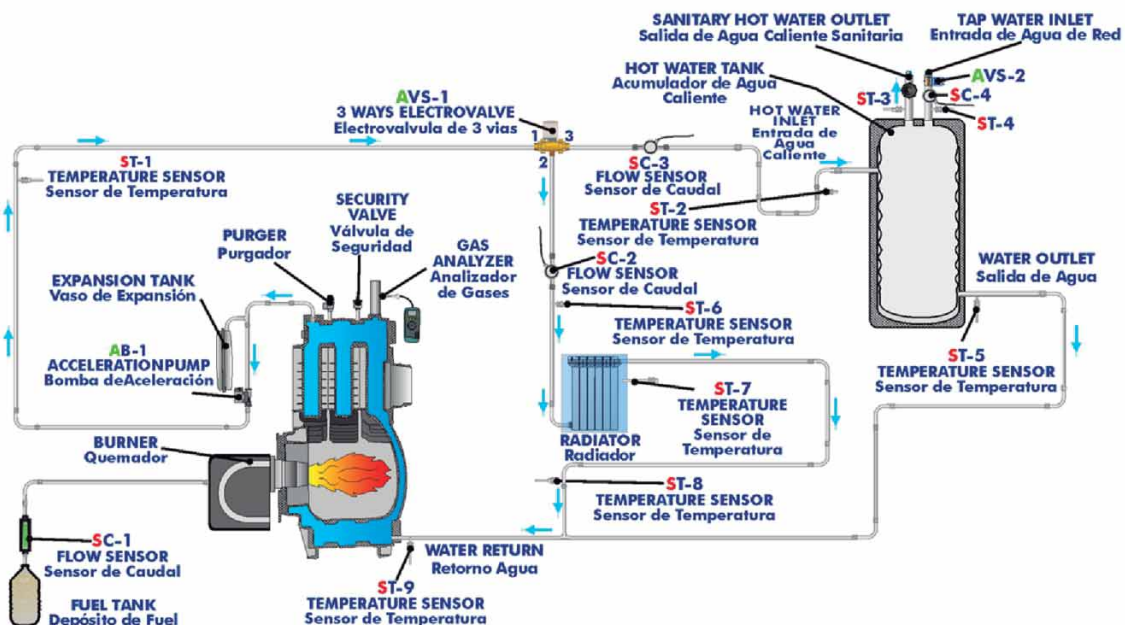 SANITARY HOT WATER OUTLET
Salida de Agua Caliente Sanitaria
TAP WATER INLET
Entrada de Agua de Red
HOT WATER TANK
Acumulador de Agua
Caliente
AVS-2
ST-3
SC-4
ST-4
AVS-1
3 WAYS ELECTROVALVE
Electrovalvula de 3 vias
1
3
2
HOT WATER
INLET
Entrada de
Agua
Caliente
ST-1
TEMPERATURE SENSOR
Sensor de Temperatura
SC-3
FLOW SENSOR
Sensor de Caudal
ST-2
TEMPERATURE SENSOR
Sensor de Temperatura
SECURITY
VALVE
Válvula de
Seguridad
PURGER
Purgador
GAS
ANALYZER
Analizador
de Gases
SC-2
FLOW SENSOR
Sensor de Caudal
WATER OUTLET
Salida de Agua
EXPANSION TANK
Vaso de Expansión
ST-6
TEMPERATURE SENSOR
Sensor de Temperatura
AB-1
ACCELERATIONPUMP
Bomba deAceleración
ST-5
TEMPERATURE SENSOR
Sensor de Temperatura
ST-7
TEMPERATURE
SENSOR
Sensor de
Temperatura
RADIATOR
Radiador
BURNER
Quemador
ST-8
TEMPERATURE SENSOR
Sensor de Temperatura
SC-1
FLOW SENSOR
Sensor de Caudal
WATER RETURN
Retorno Agua
ST-9
TEMPERATURE SENSOR
Sensor de Temperatura
FUEL TANK
Depósito de Fuel